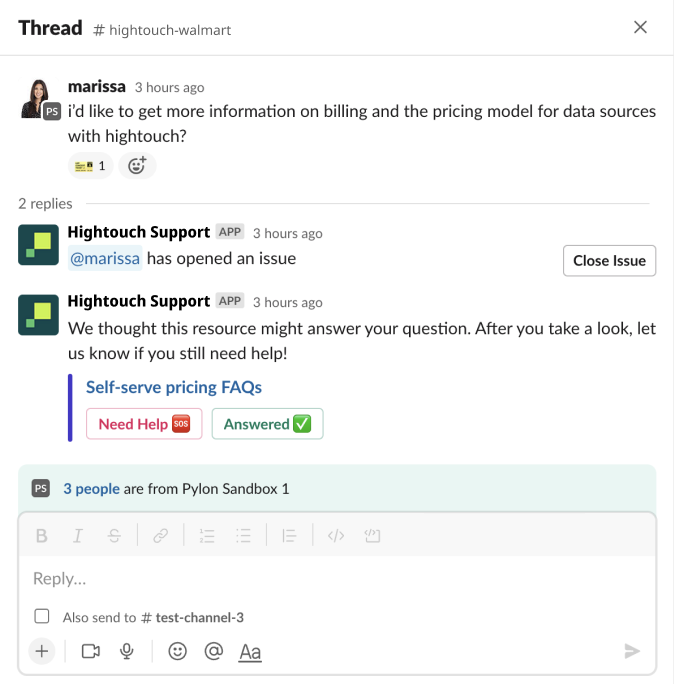 Thread # hightouch-walmart
marissa 3 hours ago
PS
i'd like to get more information on billing and the pricing model for data sources
with hightouch?
1
2 replies
Hightouch Support APP 3 hours ago
@marissa has opened an issue
Close Issue
Hightouch Support APP 3 hours ago
We thought this resource might answer your question. After you take a look, let
us know if you still need help!
Self-serve pricing FAQs
Need Help SOS Answered
PS 3 people are from Pylon Sandbox 1
B I S
Reply...
Also send to # test-channel-3
@ Aa